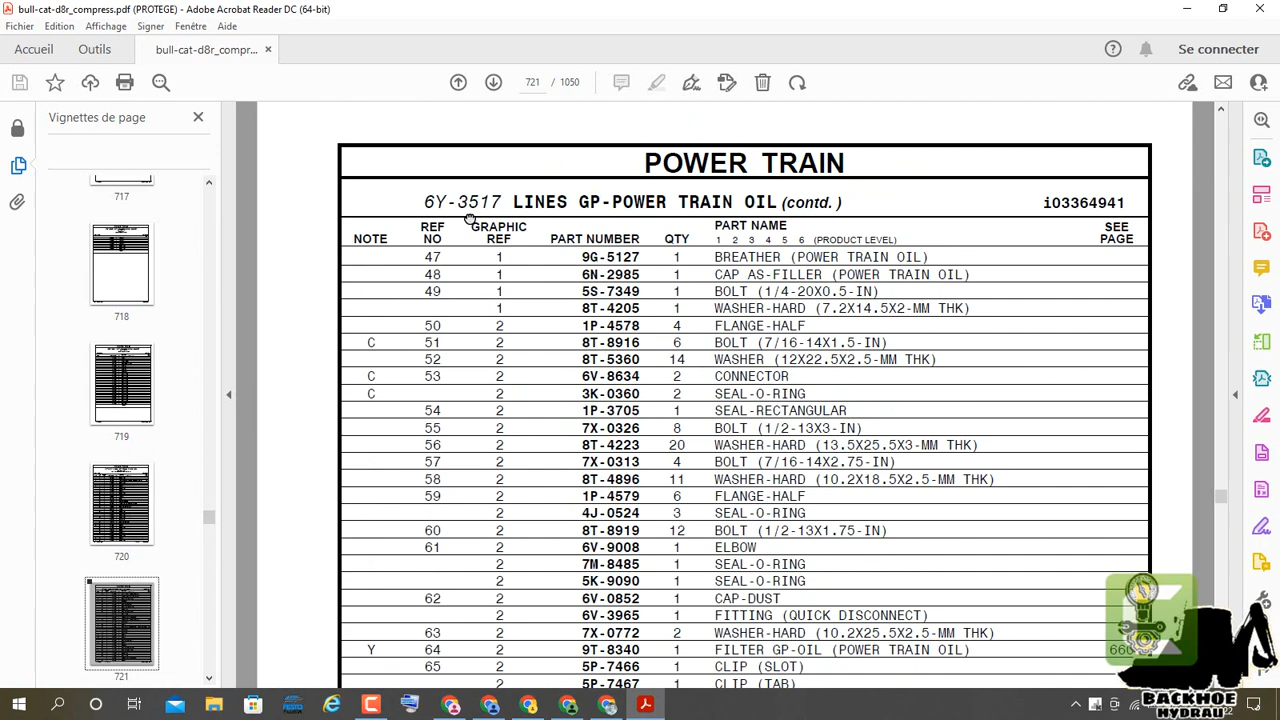 bull-cat-d8r_compress.pdf (PROTEGE) - Adobe Acrobat Reader DC (64-bit)
Fichier Edition Affichage Signer Fenêtre Aide
Accueil Outils bull-cat-d8r_compr... × Se connecter
721 / 1050
Vignettes de page
717
718
719
720
721
POWER TRAIN
6Y-3517 LINES GP-POWER TRAIN OIL (contd. ) i03364941
NOTE REF NO GRAPHIC REF PART NUMBER QTY PART NAME 1 2 3 4 5 6 (PRODUCT LEVEL) SEE PAGE
47 1 9G-5127 1 BREATHER (POWER TRAIN OIL)
48 1 6N-2985 1 CAP AS-FILLER (POWER TRAIN OIL)
49 1 5S-7349 1 BOLT (1/4-20X0.5-IN)
1 8T-4205 1 WASHER-HARD (7.2X14.5X2-MM THK)
50 2 1P-4578 4 FLANGE-HALF
C 51 2 8T-8916 6 BOLT (7/16-14X1.5-IN)
52 2 8T-5360 14 WASHER (12X22.5X2.5-MM THK)
C 53 2 6V-8634 2 CONNECTOR
C 2 3K-0360 2 SEAL-O-RING
54 2 1P-3705 1 SEAL-RECTANGULAR
55 2 7X-0326 8 BOLT (1/2-13X3-IN)
56 2 8T-4223 20 WASHER-HARD (13.5X25.5X3-MM THK)
57 2 7X-0313 4 BOLT (7/16-14X2.75-IN)
58 2 8T-4896 11 WASHER-HARD (10.2X18.5X2.5-MM THK)
59 2 1P-4579 6 FLANGE-HALF
2 4J-0524 3 SEAL-O-RING
60 2 8T-8919 12 BOLT (1/2-13X1.75-IN)
61 2 6V-9008 1 ELBOW
2 7M-8485 1 SEAL-O-RING
2 5K-9090 1 SEAL-O-RING
62 2 6V-0852 1 CAP-DUST
2 6V-3965 1 FITTING (QUICK DISCONNECT)
63 2 7X-0772 2 WASHER-HARD (10.2X25.5X2.5-MM THK)
Y 64 2 9T-8340 1 FILTER GP-OIL (POWER TRAIN OIL) 660
65 2 5P-7466 1 CLIP (SLOT)
2 5P-7467 1 CLIP (TAB)
BACKHOE
HYDRAU